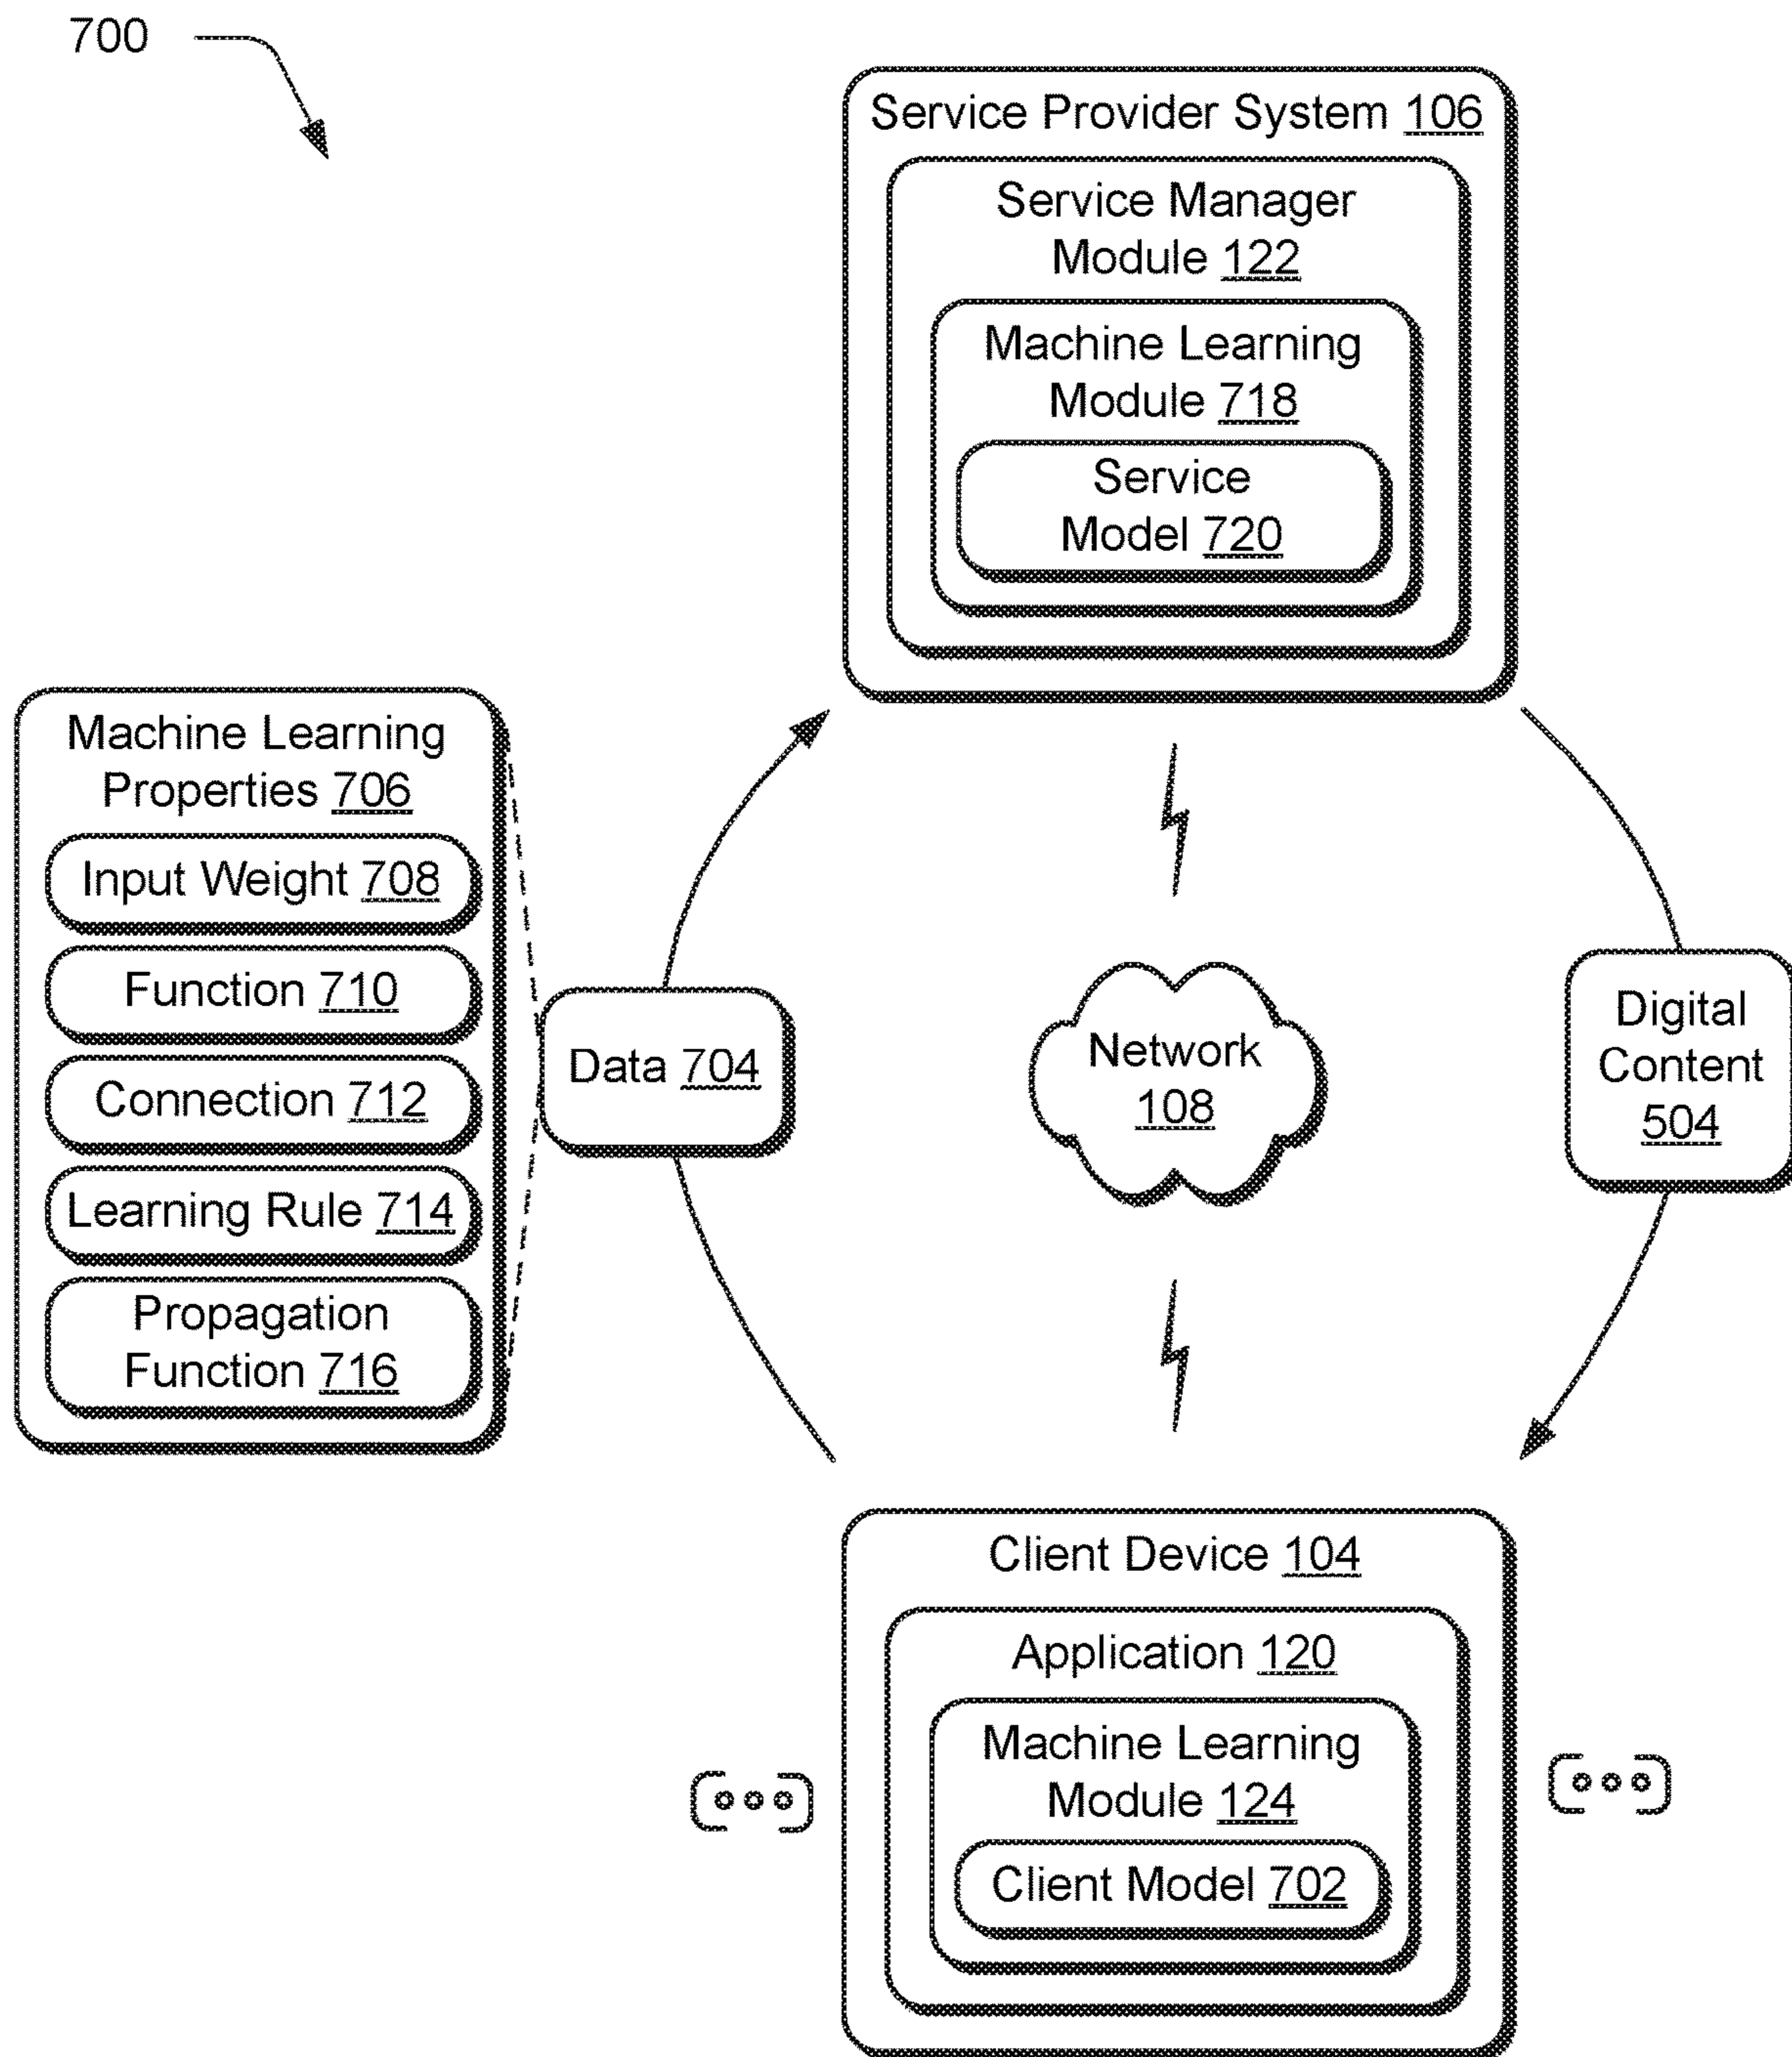 700
Service Provider System 106
Service Manager
Module 122
Machine Learning
Module 718
Service
Model 720
Machine Learning
Properties 706
Input Weight 708
Function 710
Connection 712
Learning Rule 714
Propagation
Function 716
Data 704
Network
108
Digital
Content
504
Client Device 104
Application 120
Machine Learning
Module 124
Client Model 702